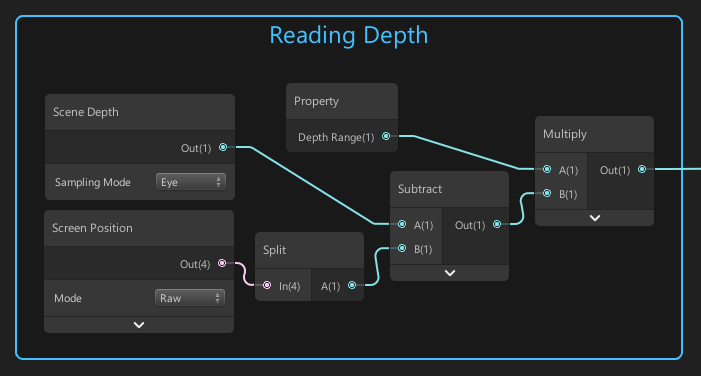 Reading Depth
Scene Depth
Out(1)
Sampling Mode Eye
Property
Depth Range(1)
Multiply
A(1) Out(1)
B(1)
Subtract
A(1) Out(1)
B(1)
Screen Position
Out(4)
Mode Raw
Split
In(4) A(1)